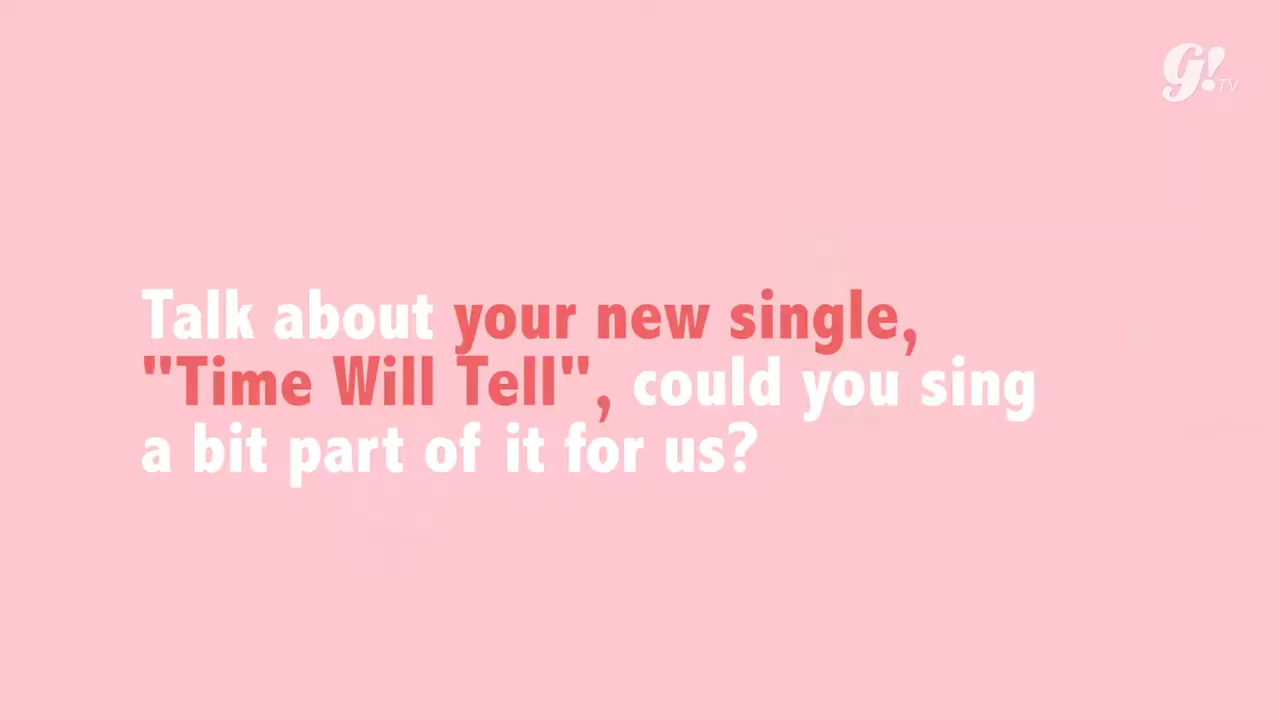 G!TV
Talk about your new single,
"Time Will Tell", could you sing
a bit part of it for us?